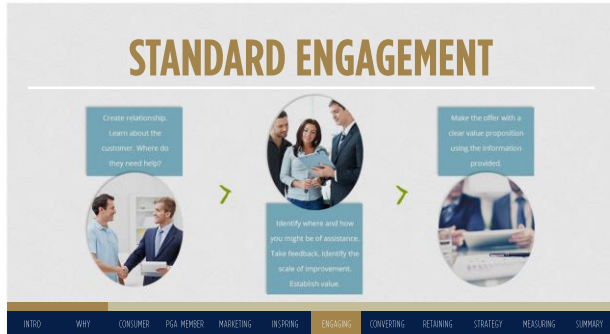 STANDARD ENGAGEMENT
Create relationship.
Learn about the
customer. Where do
they need help?
Identify where and how
you might be of assistance.
Take feedback. Identify the
scale of improvement.
Establish value.
Make the offer with a
clear value proposition
using the information
provided.
INTRO WHY CONSUMER PGA MEMBER MARKETING INSPRING ENGAGING CONVERTING RETAINING STRATEGY MEASURING SUMMARY